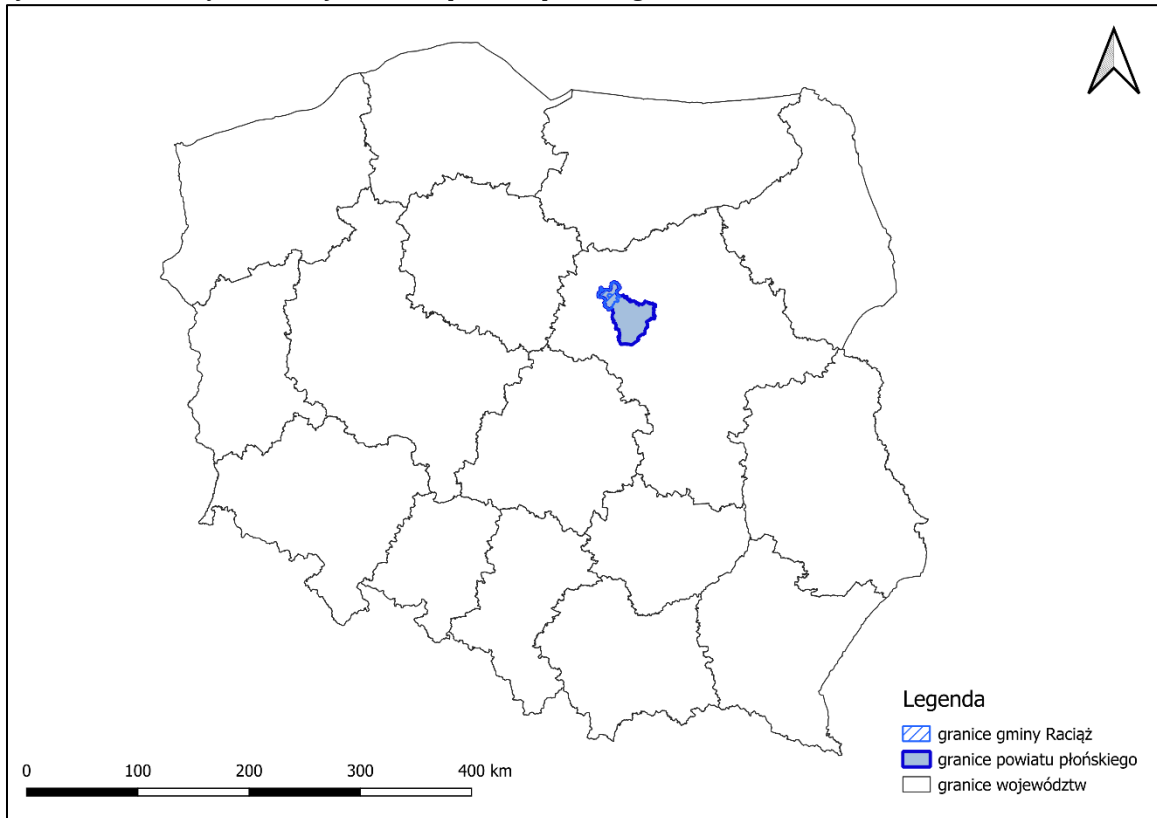 Legenda
granice gminy Raciąż
granice powiatu płońskiego
granice województw
0 100 200 300 400 km